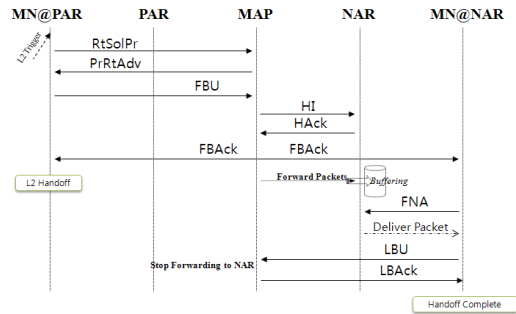 MN@PAR PAR MAP NAR MN@NAR
L2 Trigger
RtSolPr
PrRtAdv
FBU
HI
HAck
FBAck FBAck
L2 Handoff
Forward Packets Buffering
FNA
Deliver Packet
LBU
Stop Forwarding to NAR
LBAck
Handoff Complete